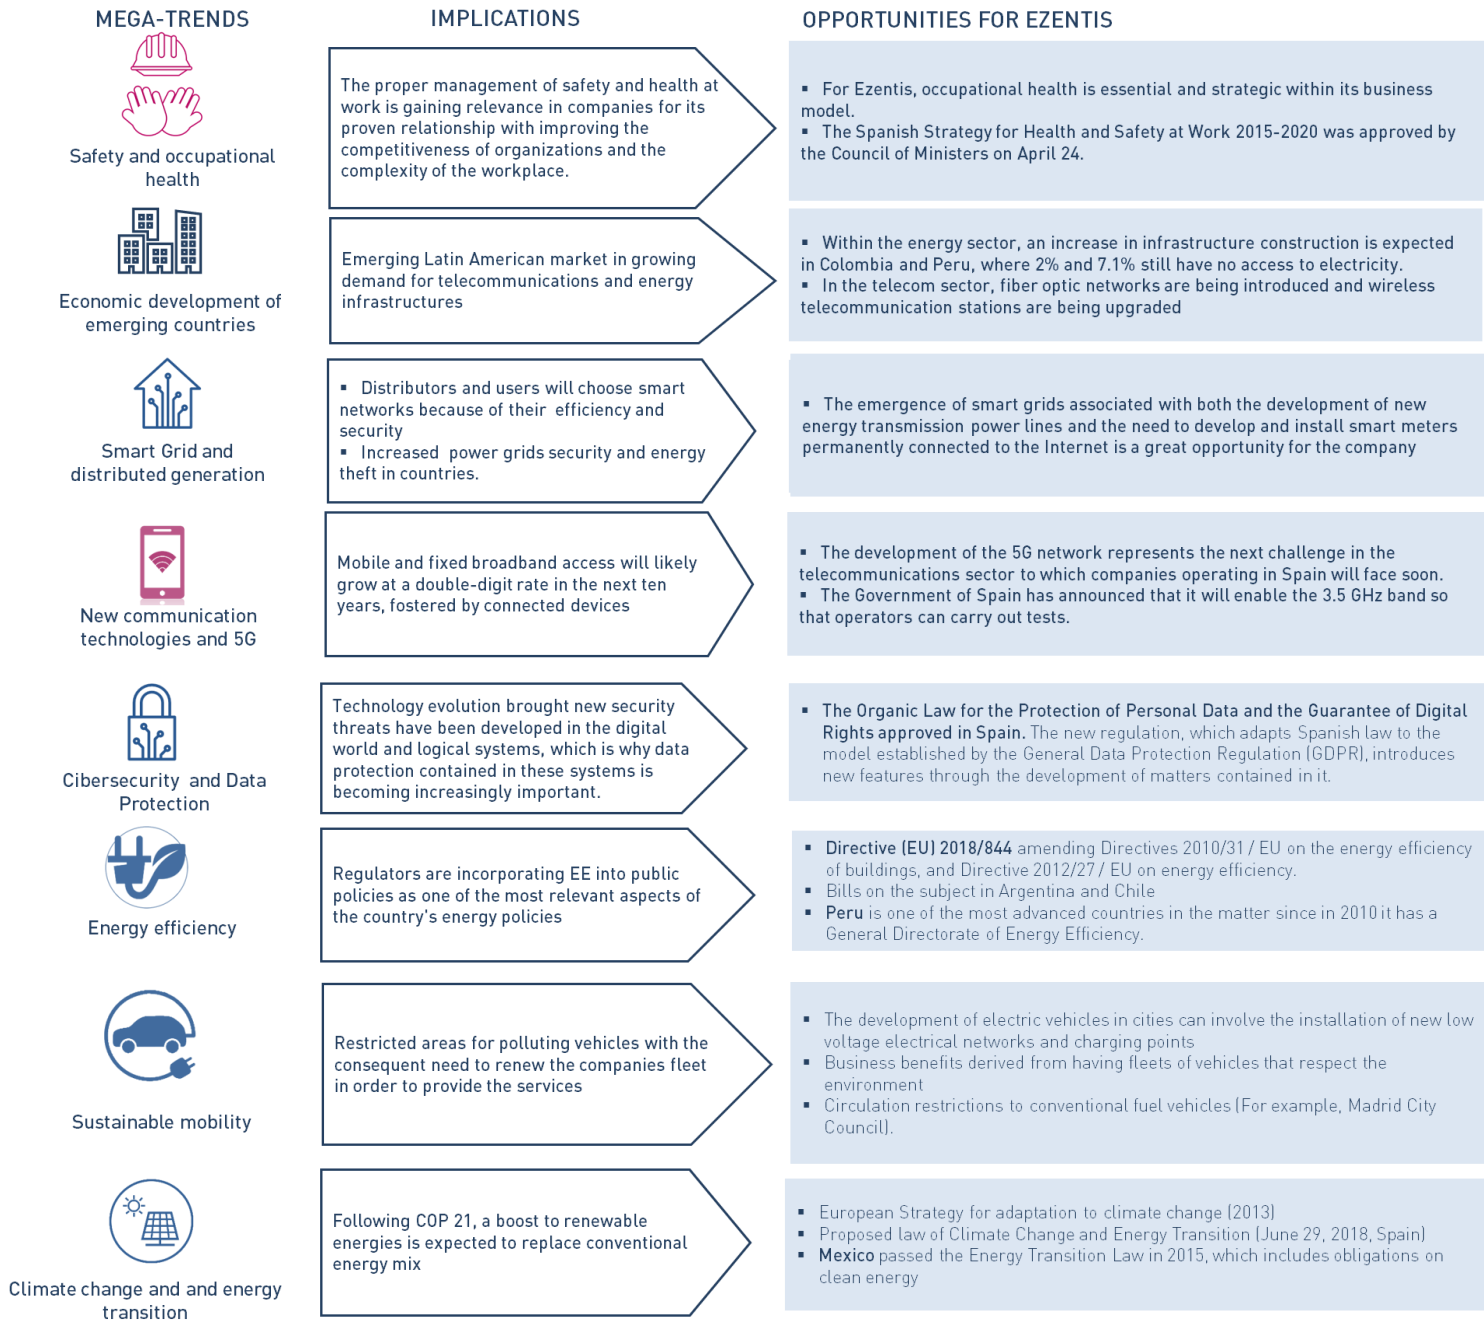 MEGA-TRENDS
IMPLICATIONS
OPPORTUNITIES FOR EZENTIS
Safety and occupational
health
The proper management of safety and health at
work is gaining relevance in companies for its
proven relationship with improving the
competitiveness of organizations and the
complexity of the workplace.
▪ For Ezentis, occupational health is essential and strategic within its business
model.
▪ The Spanish Strategy for Health and Safety at Work 2015-2020 was approved by
the Council of Ministers on April 24.
Economic development of
emerging countries
Emerging Latin American market in growing
demand for telecommunications and energy
infrastructures
▪ Within the energy sector, an increase in infrastructure construction is expected
in Colombia and Peru, where 2% and 7.1% still have no access to electricity.
▪ In the telecom sector, fiber optic networks are being introduced and wireless
telecommunication stations are being upgraded
Smart Grid and
distributed generation
▪ Distributors and users will choose smart
networks because of their efficiency and
security
▪ Increased power grids security and energy
theft in countries.
▪ The emergence of smart grids associated with both the development of new
energy transmission power lines and the need to develop and install smart meters
permanently connected to the Internet is a great opportunity for the company
New communication
technologies and 5G
Mobile and fixed broadband access will likely
grow at a double-digit rate in the next ten
years, fostered by connected devices
▪ The development of the 5G network represents the next challenge in the
telecommunications sector to which companies operating in Spain will face soon.
▪ The Government of Spain has announced that it will enable the 3.5 GHz band so
that operators can carry out tests.
Cibersecurity and Data
Protection
Technology evolution brought new security
threats have been developed in the digital
world and logical systems, which is why data
protection contained in these systems is
becoming increasingly important.
▪ The Organic Law for the Protection of Personal Data and the Guarantee of Digital
Rights approved in Spain. The new regulation, which adapts Spanish law to the
model established by the General Data Protection Regulation (GDPR), introduces
new features through the development of matters contained in it.
Energy efficiency
Regulators are incorporating EE into public
policies as one of the most relevant aspects of
the country's energy policies
▪ Directive (EU) 2018/844 amending Directives 2010/31 / EU on the energy efficiency
of buildings, and Directive 2012/27 / EU on energy efficiency.
▪ Bills on the subject in Argentina and Chile
▪ Peru is one of the most advanced countries in the matter since in 2010 it has a
General Directorate of Energy Efficiency.
Sustainable mobility
Restricted areas for polluting vehicles with the
consequent need to renew the companies fleet
in order to provide the services
▪ The development of electric vehicles in cities can involve the installation of new low
voltage electrical networks and charging points
▪ Business benefits derived from having fleets of vehicles that respect the
environment
▪ Circulation restrictions to conventional fuel vehicles (For example, Madrid City
Council).
Climate change and and energy
transition
Following COP 21, a boost to renewable
energies is expected to replace conventional
energy mix
▪ European Strategy for adaptation to climate change (2013)
▪ Proposed law of Climate Change and Energy Transition (June 29, 2018, Spain)
▪ Mexico passed the Energy Transition Law in 2015, which includes obligations on
clean energy